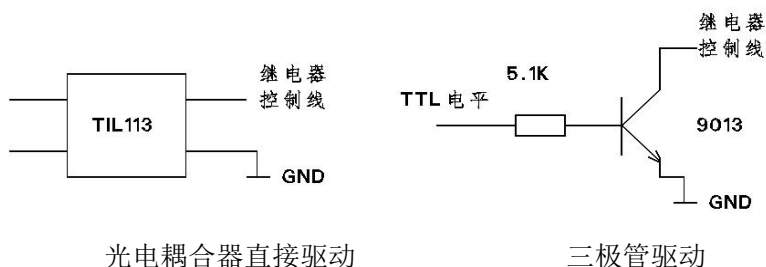 继电器
控制线
TIL113
GND
光电耦合器直接驱动
继电器
控制线
5.1K
TTL 电平
9013
GND
三极管驱动